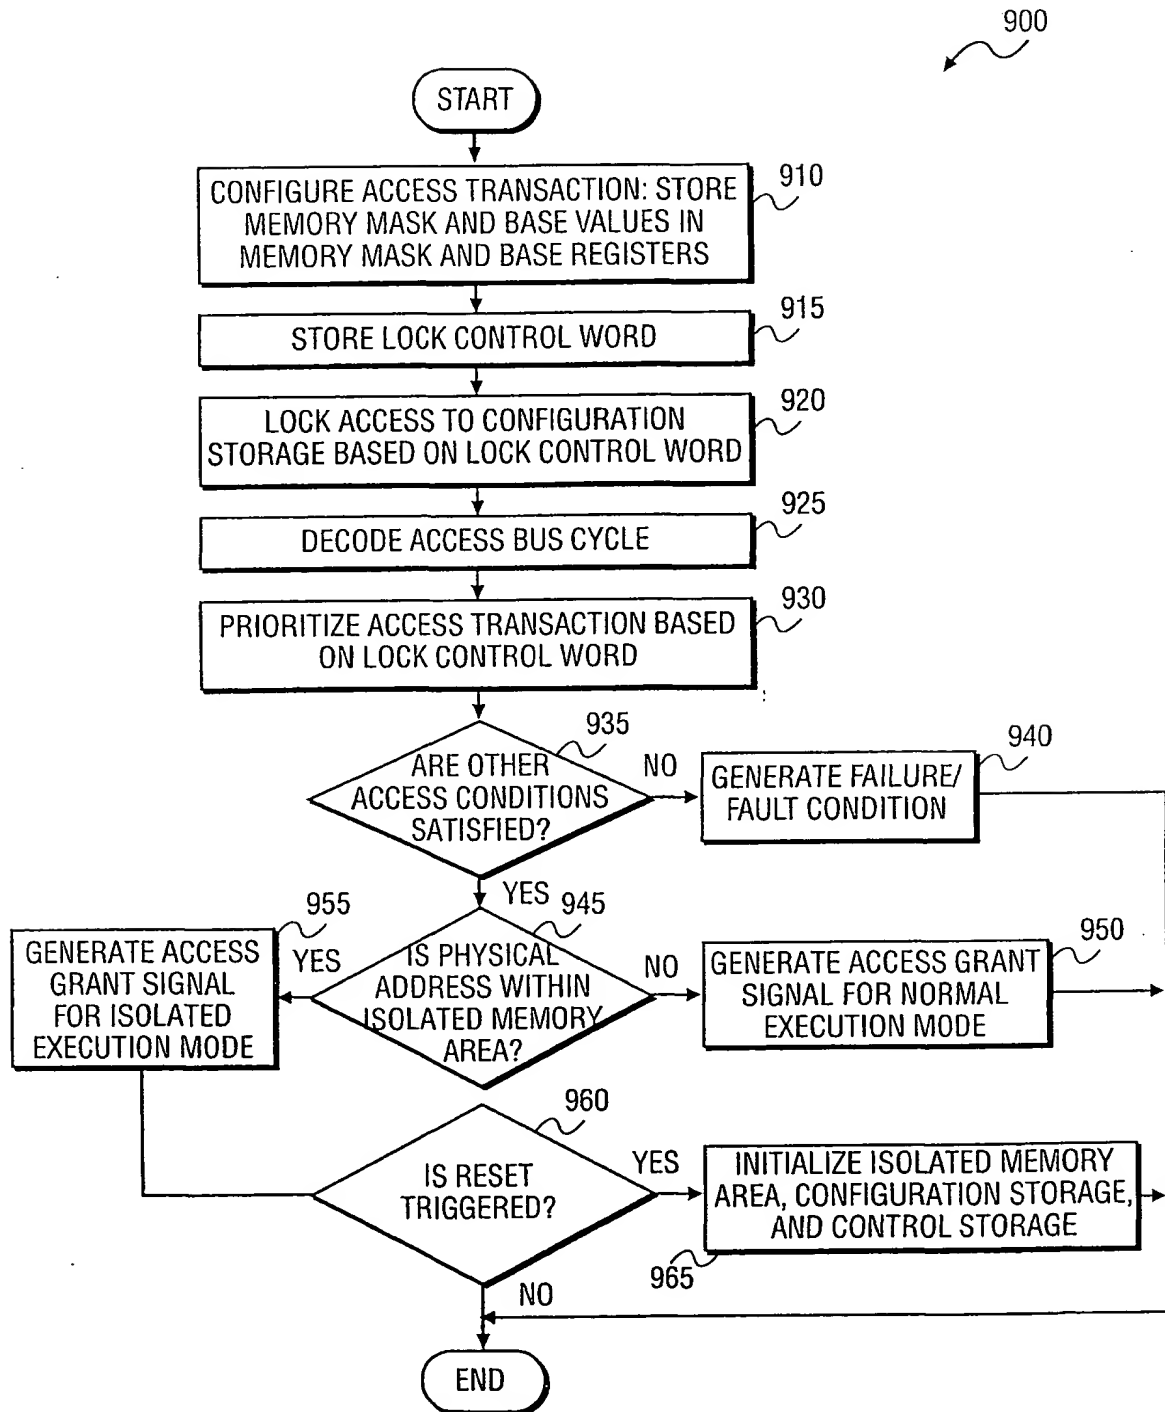 900
START
CONFIGURE ACCESS TRANSACTION: STORE
MEMORY MASK AND BASE VALUES IN
MEMORY MASK AND BASE REGISTERS
910
STORE LOCK CONTROL WORD
915
LOCK ACCESS TO CONFIGURATION
STORAGE BASED ON LOCK CONTROL WORD
920
DECODE ACCESS BUS CYCLE
925
PRIORITIZE ACCESS TRANSACTION BASED
ON LOCK CONTROL WORD
930
ARE OTHER
ACCESS CONDITIONS
SATISFIED?
935
NO
GENERATE FAILURE/
FAULT CONDITION
940
YES
IS PHYSICAL
ADDRESS WITHIN
ISOLATED MEMORY
AREA?
945
YES
GENERATE ACCESS
GRANT SIGNAL
FOR ISOLATED
EXECUTION MODE
955
NO
GENERATE ACCESS GRANT
SIGNAL FOR NORMAL
EXECUTION MODE
950
IS RESET
TRIGGERED?
960
YES
INITIALIZE ISOLATED MEMORY
AREA, CONFIGURATION STORAGE,
AND CONTROL STORAGE
965
NO
END